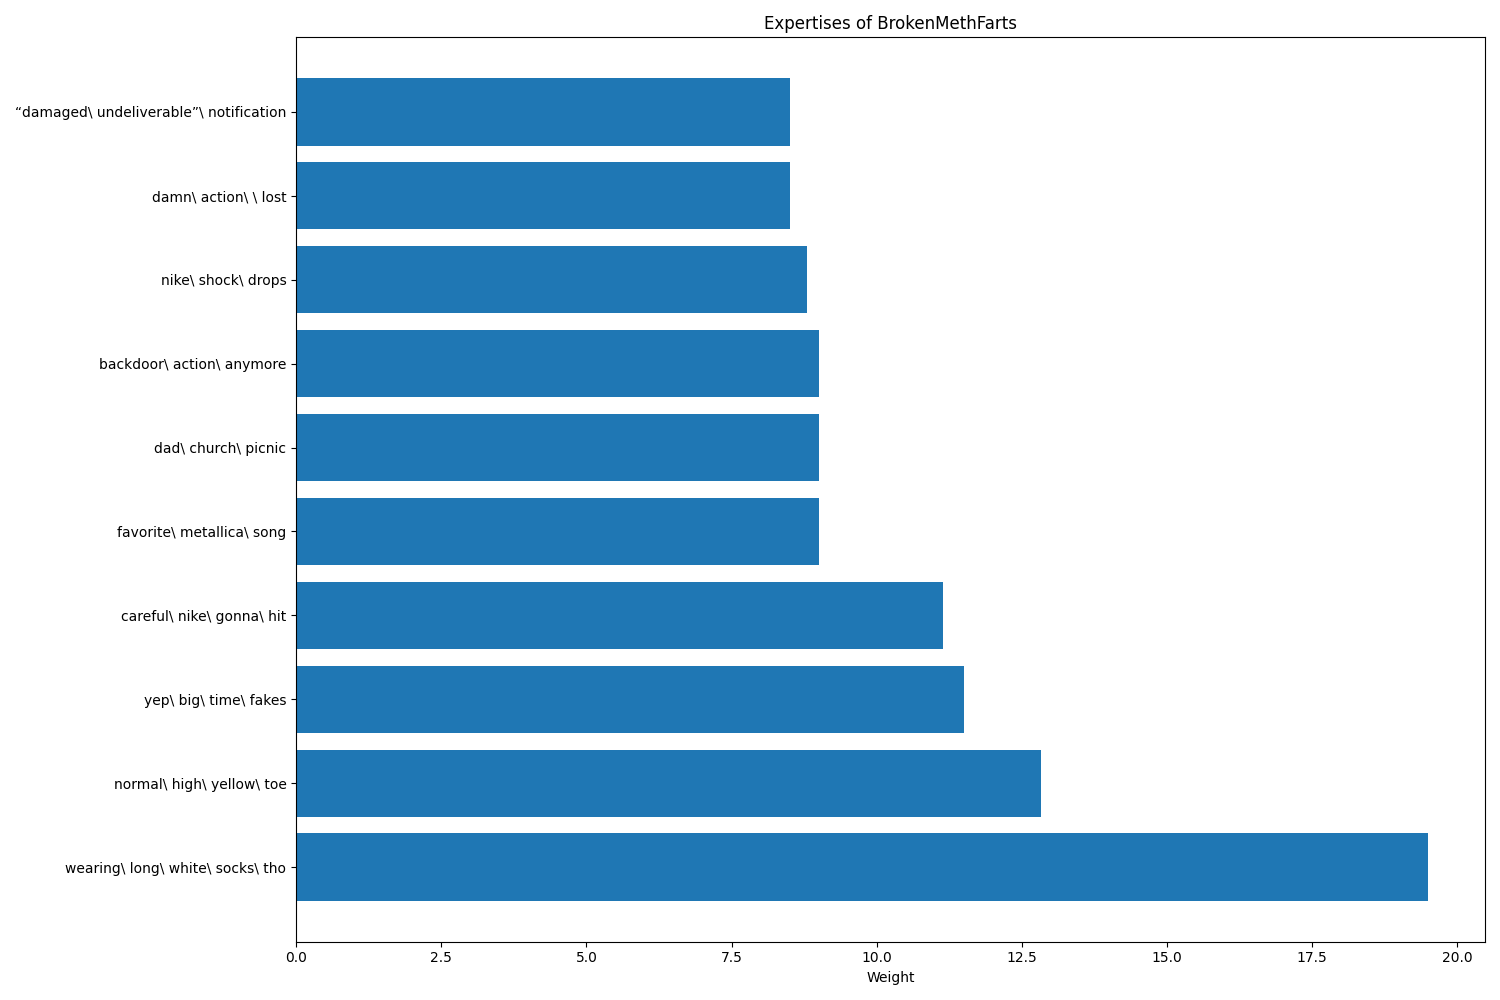 Expertises of BrokenMethFarts
“damaged\ undeliverable”\ notification
damn\ action\ \ lost
nike\ shock\ drops
backdoor\ action\ anymore
dad\ church\ picnic
favorite\ metallica\ song
careful\ nike\ gonna\ hit
yep\ big\ time\ fakes
normal\ high\ yellow\ toe
wearing\ long\ white\ socks\ tho
0.0 2.5 5.0 7.5 10.0 12.5 15.0 17.5 20.0
Weight